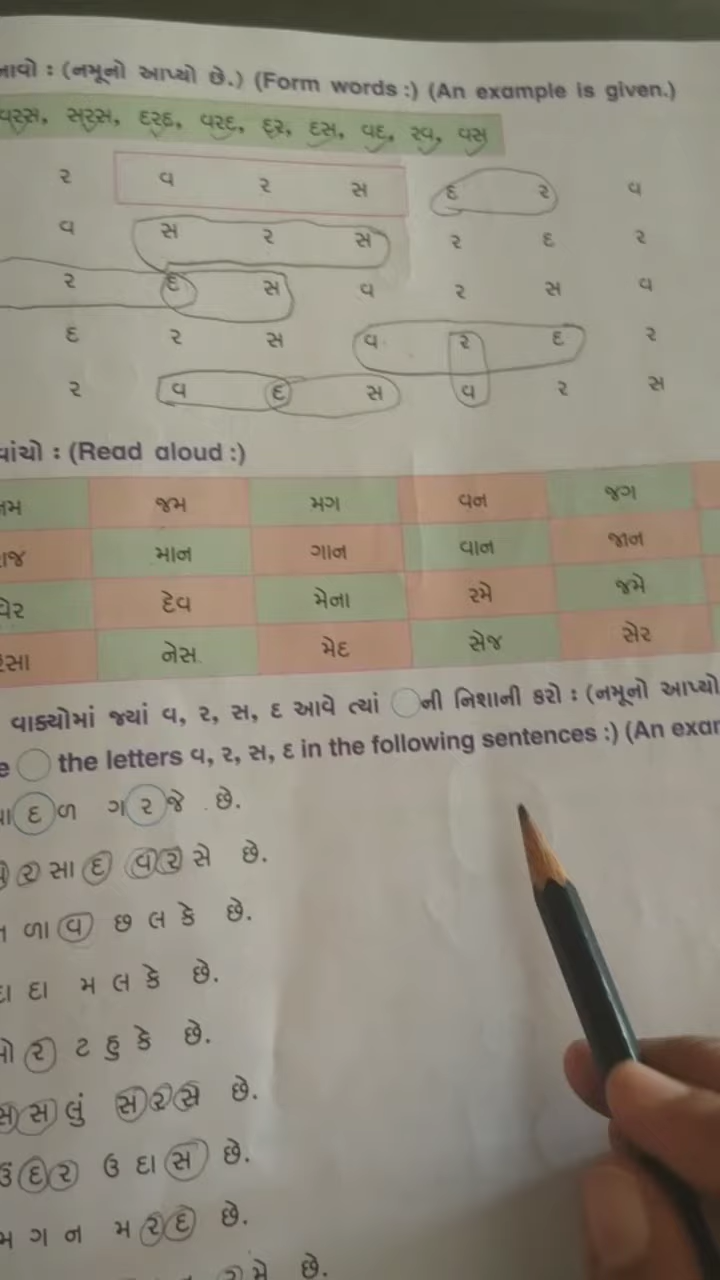 (નમૂનો આપ્યો છે.) (Form words :) (An example is given.)
વરસ, સરસ, દરદ, વરદ, દર, દસ, વદ, રવ, વસ
ર વ ર સ દ ર વ
વ સ ર સ ર દ ર
ર દ સ વ ર સ વ
દ ર સ વ ર દ ર
ર વ દ સ વ ર સ
વાંચો : (Read aloud :)
જમ મગ વન જગ
માન ગાન વાન જાન
દેવ મેના રમે જમે
નેસ મેદ સેજ સેર
વાક્યોમાં જ્યાં વ, ર, સ, દ આવે ત્યાં ની નિશાની કરો : (નમૂનો આપ્યો
the letters વ, ર, સ, દ in the following sentences :) (An
દ ળ ગ ર જે છે.
ર સા દ વ ર સે છે.
ળા વ છ લ કે છે.
દા મ લ કે છે.
ર ટ હુ કે છે.
સ સ લું સ ર સ છે.
દ ર ઉ દા સ છે.
મ ગ ન મ ર દ છે.
ર મે છે.